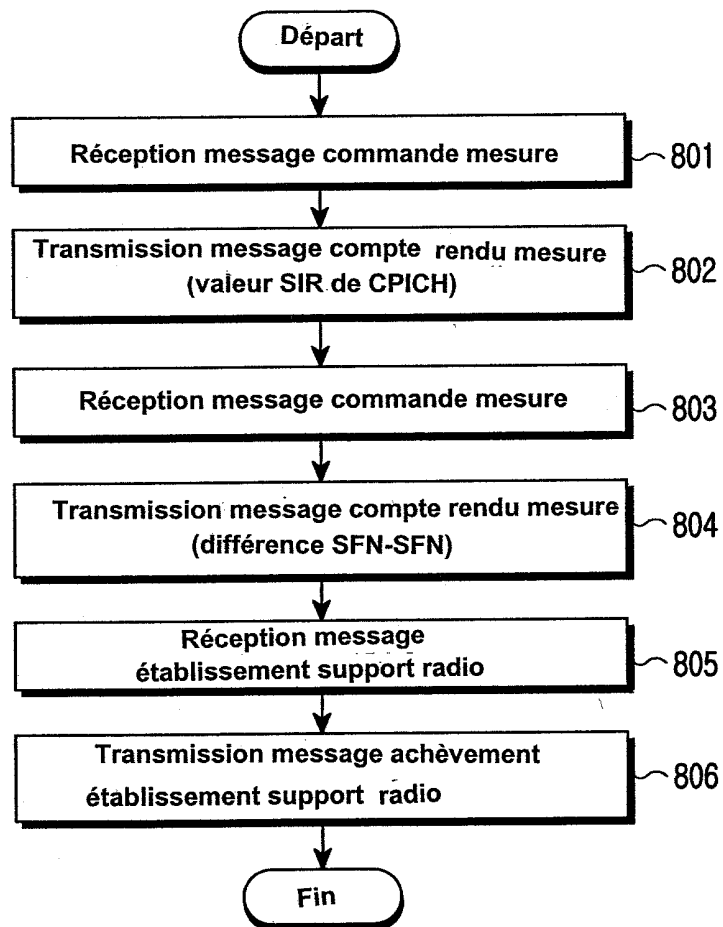 Départ
Réception message commande mesure
801
Transmission message compte rendu mesure
(valeur SIR de CPICH)
802
Réception message commande mesure
803
Transmission message compte rendu mesure
(différence SFN-SFN)
804
Réception message
établissement support radio
805
Transmission message achèvement
établissement support radio
806
Fin